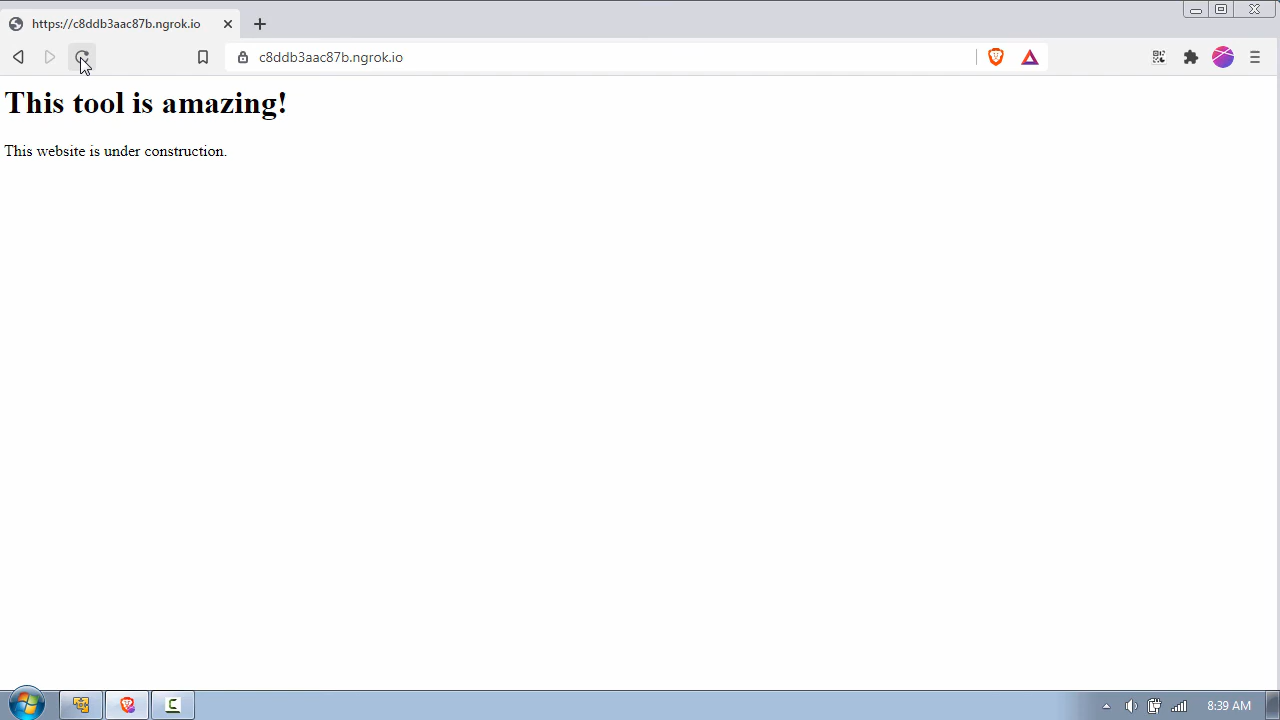 https://c8ddb3aac87b.ngrok.io
c8ddb3aac87b.ngrok.io
This tool is amazing!
This website is under construction.
8:39 AM